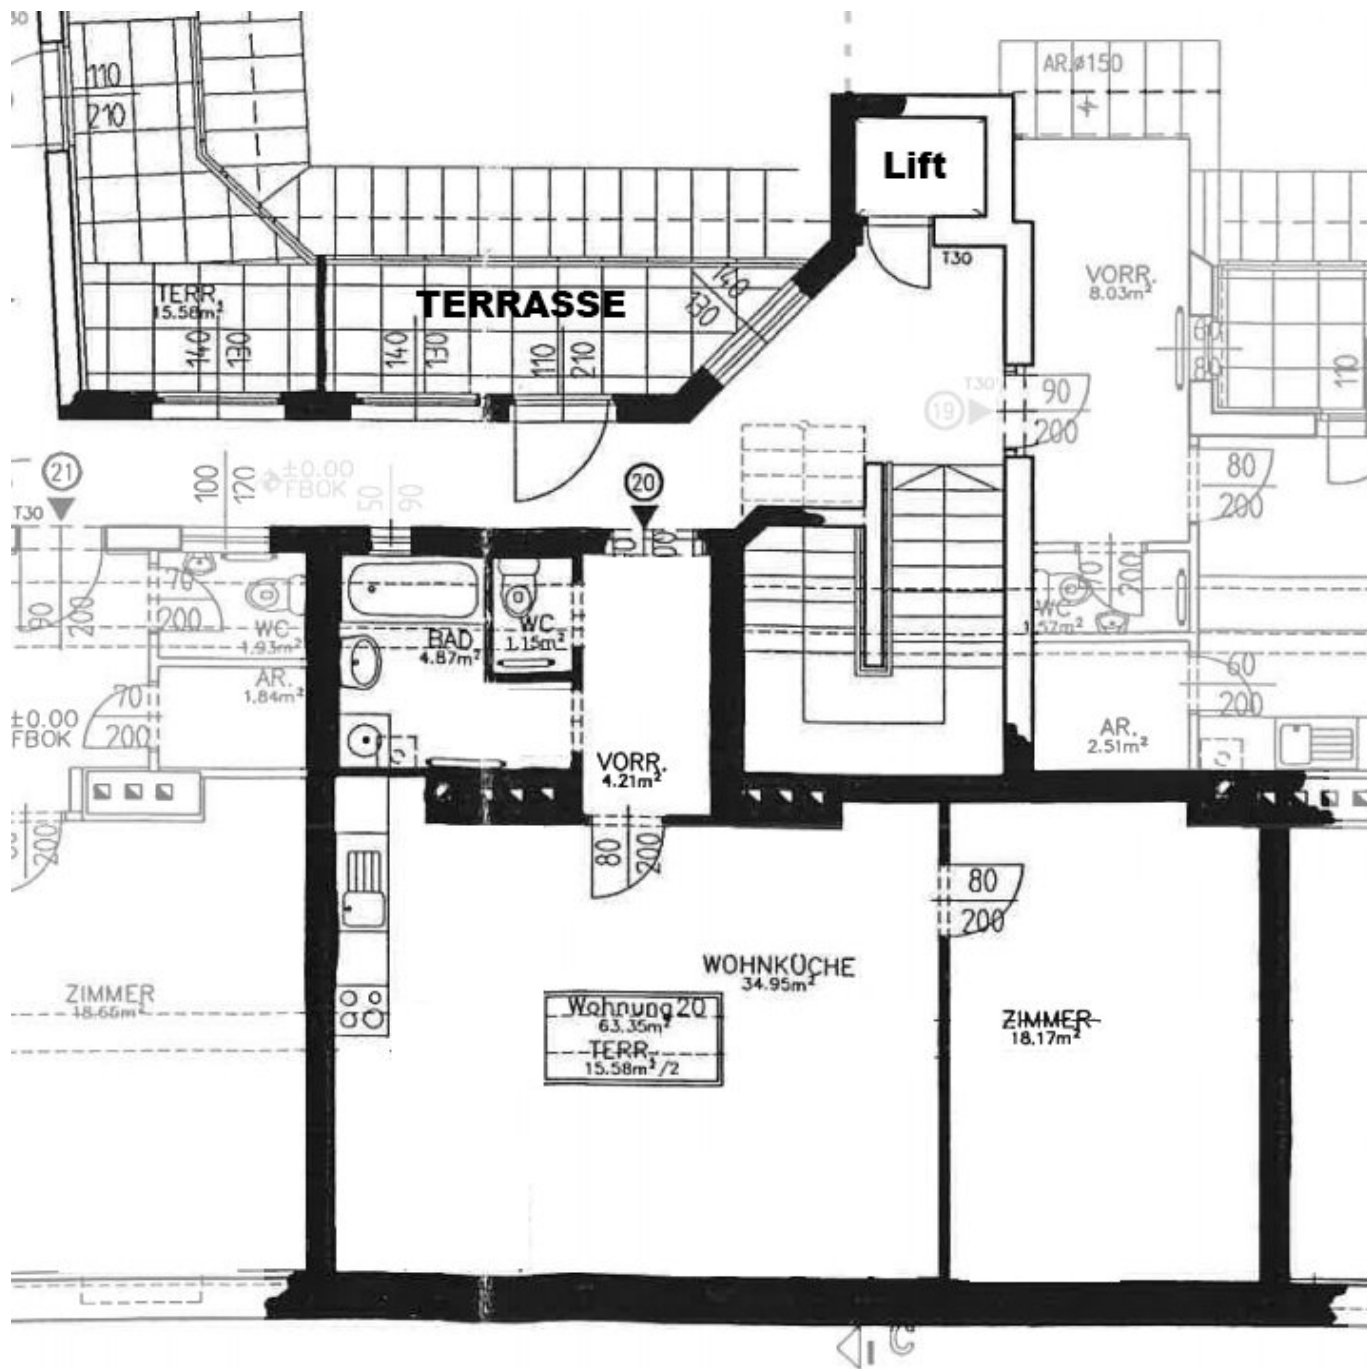 30
AR.ø150
110
210
Lift
T30
VORR.
8.03m²
TERR.
15.58m²
TERRASSE
140
130
140
130
140
130
110
210
60
80
110
T30
19
90
200
21
100
120
±0.00
FBOK
50
90
20
80
200
T30
90
200
70
200
WC
1.93m²
BAD
4.87m²
WC
1.15m²
70
200
WC
AR.
1.84m²
70
200
±0.00
FBOK
60
200
AR.
2.51m²
VORR.
4.21m²
200
80
200
80
200
WOHNKÜCHE
34.95m²
ZIMMER
18.66m²
Wohnung 20
63.35m²
TERR.
15.58m²/2
ZIMMER
18.17m²